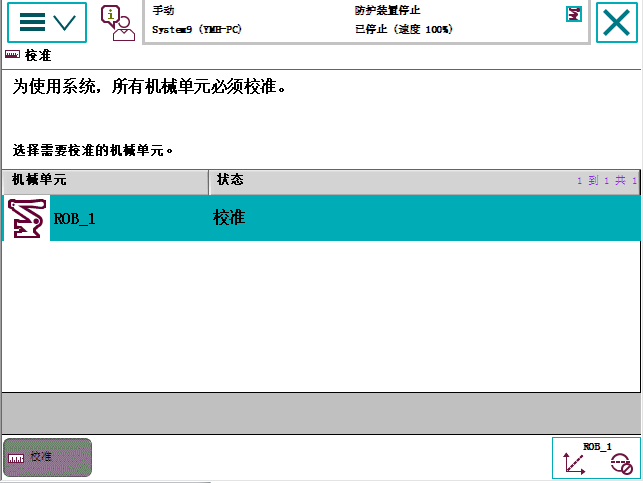 手动
防护装置停止
System9 (YMH-PC)
已停止 (速度 100%)
校准
为使用系统，所有机械单元必须校准。
选择需要校准的机械单元。
机械单元
状态
1 到 1 共 1
ROB_1
校准
校准
ROB_1